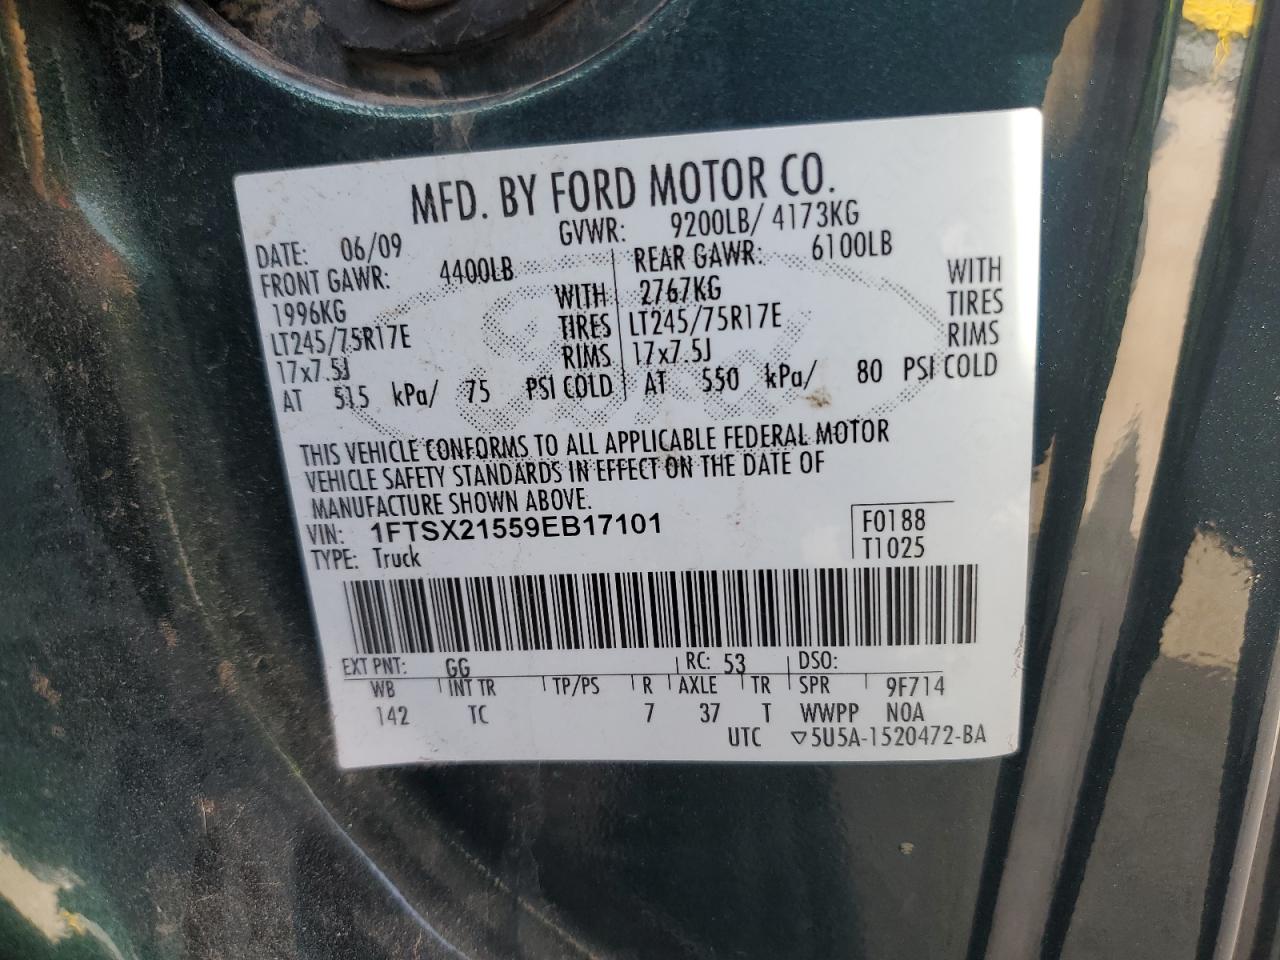 MFD. BY FORD MOTOR CO.
DATE: 06/09 GVWR: 9200LB/ 4173KG
FRONT GAWR: 4400LB REAR GAWR: 6100LB
1996KG WITH 2767KG WITH
LT245/75R17E TIRES LT245/75R17E TIRES
17x7.5J RIMS 17x7.5J RIMS
AT 515 kPa/ 75 PSI COLD AT 550 kPa/ 80 PSI COLD
THIS VEHICLE CONFORMS TO ALL APPLICABLE FEDERAL MOTOR
VEHICLE SAFETY STANDARDS IN EFFECT ON THE DATE OF
MANUFACTURE SHOWN ABOVE.
VIN: 1FTSX21559EB17101 F0188
TYPE: Truck T1025
EXT PNT: GG RC: 53 DSO:
WB INT TR TP/PS R AXLE TR SPR 9F714
142 TC 7 37 T WWPP N0A
UTC ▽5U5A-1520472-BA